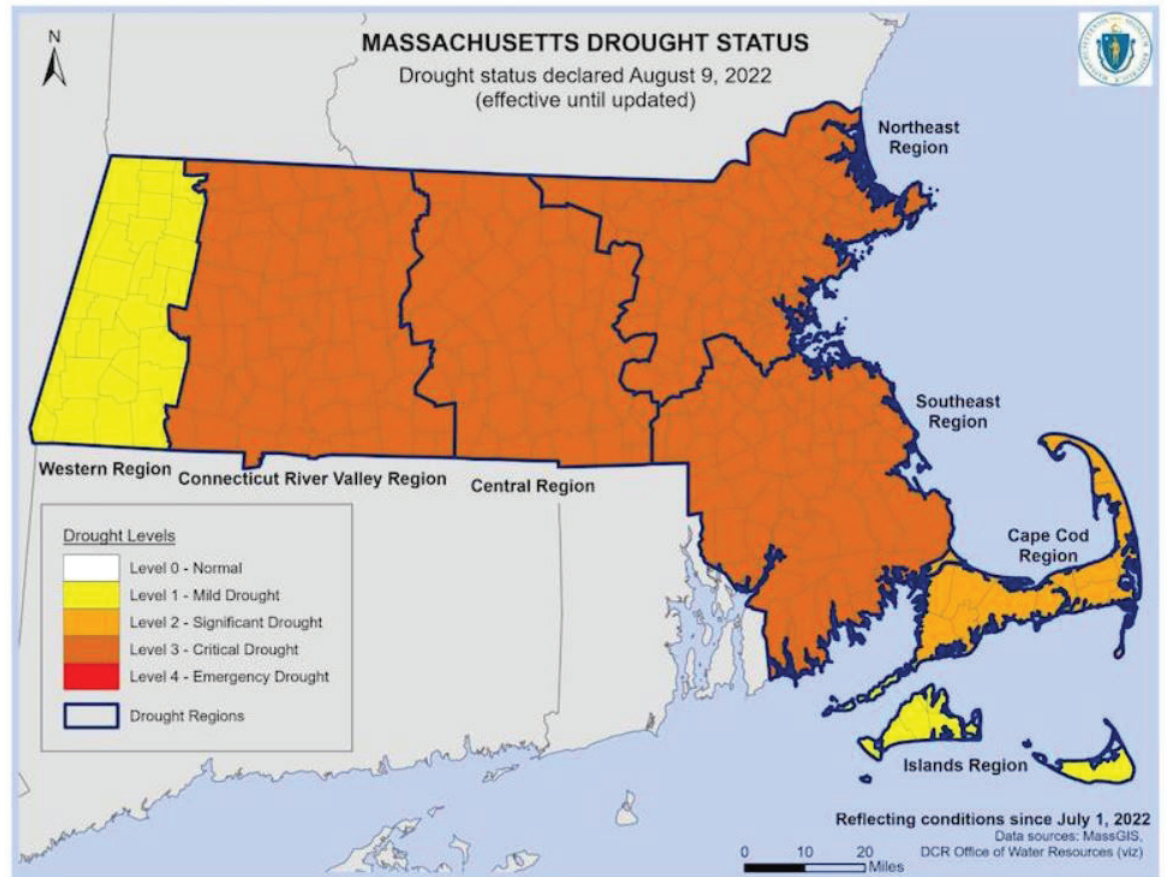 N
MASSACHUSETTS DROUGHT STATUS
Drought status declared August 9, 2022
(effective until updated)
Northeast
Region
Southeast
Region
Cape Cod
Region
Western Region
Connecticut River Valley Region
Central Region
Islands Region
Drought Levels
Level 0 - Normal
Level 1 - Mild Drought
Level 2 - Significant Drought
Level 3 - Critical Drought
Level 4 - Emergency Drought
Drought Regions
Reflecting conditions since July 1, 2022
Data sources: MassGIS,
DCR Office of Water Resources (viz)
0 10 20
Miles